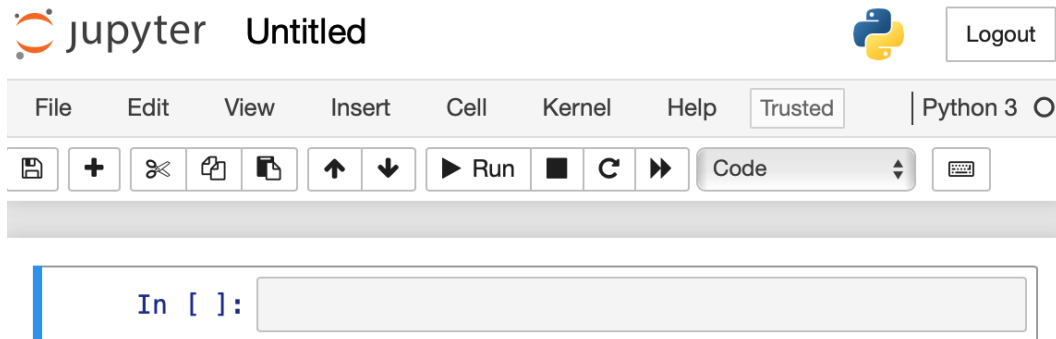 jupyter Untitled Logout
File Edit View Insert Cell Kernel Help Trusted Python 3
Run Code
In [ ]: